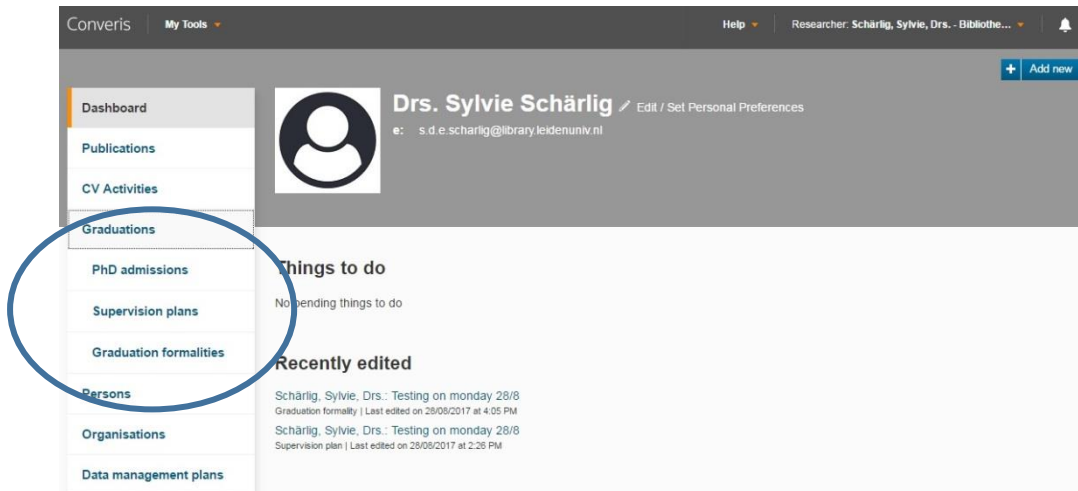 Converis My Tools Help Researcher: Schärlig, Sylvie, Drs. - Bibliothe...
+ Add new
Dashboard
Publications
CV Activities
Graduations
PhD admissions
Supervision plans
Graduation formalities
Persons
Organisations
Data management plans
Drs. Sylvie Schärlig Edit / Set Personal Preferences
e: s.d.e.scharlig@library.leidenuniv.nl
Things to do
No pending things to do
Recently edited
Schärlig, Sylvie, Drs.: Testing on monday 28/8
Graduation formality | Last edited on 28/08/2017 at 4:05 PM
Schärlig, Sylvie, Drs.: Testing on monday 28/8
Supervision plan | Last edited on 28/08/2017 at 2:26 PM